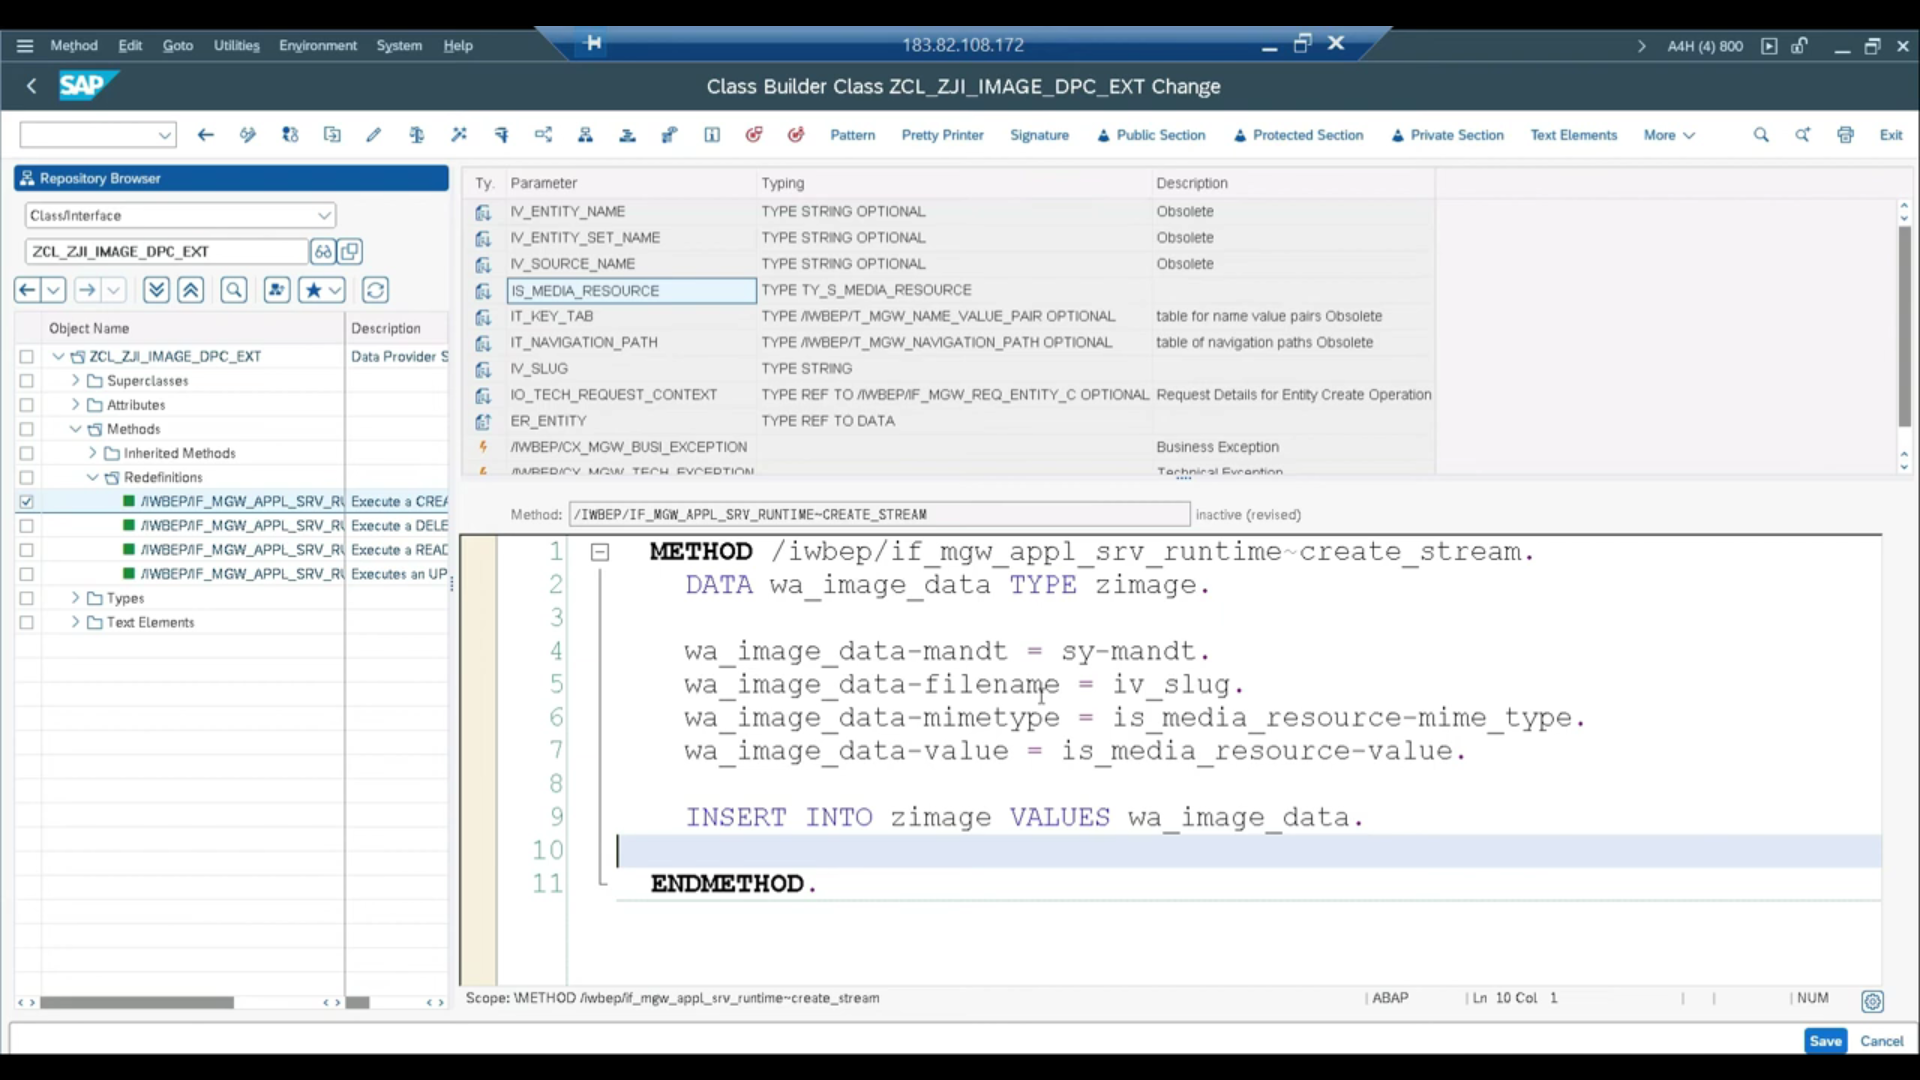 Method Edit Goto Utilities Environment System Help
183.82.108.172
A4H (4) 800
SAP
Class Builder Class ZCL_ZJI_IMAGE_DPC_EXT Change
Pattern Pretty Printer Signature Public Section Protected Section Private Section Text Elements More Exit
Repository Browser
Class/Interface
ZCL_ZJI_IMAGE_DPC_EXT
Object Name Description
ZCL_ZJI_IMAGE_DPC_EXT Data Provider S
Superclasses
Attributes
Methods
Inherited Methods
Redefinitions
/IWBEP/IF_MGW_APPL_SRV_RU Execute a CREA
/IWBEP/IF_MGW_APPL_SRV_RU Execute a DELE
/IWBEP/IF_MGW_APPL_SRV_RU Execute a READ
/IWBEP/IF_MGW_APPL_SRV_RU Executes an UP
Types
Text Elements
Ty. Parameter Typing Description
IV_ENTITY_NAME TYPE STRING OPTIONAL Obsolete
IV_ENTITY_SET_NAME TYPE STRING OPTIONAL Obsolete
IV_SOURCE_NAME TYPE STRING OPTIONAL Obsolete
IS_MEDIA_RESOURCE TYPE TY_S_MEDIA_RESOURCE
IT_KEY_TAB TYPE /IWBEP/T_MGW_NAME_VALUE_PAIR OPTIONAL table for name value pairs Obsolete
IT_NAVIGATION_PATH TYPE /IWBEP/T_MGW_NAVIGATION_PATH OPTIONAL table of navigation paths Obsolete
IV_SLUG TYPE STRING
IO_TECH_REQUEST_CONTEXT TYPE REF TO /IWBEP/IF_MGW_REQ_ENTITY_C OPTIONAL Request Details for Entity Create Operation
ER_ENTITY TYPE REF TO DATA
/IWBEP/CX_MGW_BUSI_EXCEPTION Business Exception
/IWBEP/CX_MGW_TECH_EXCEPTION Technical Exception
Method: /IWBEP/IF_MGW_APPL_SRV_RUNTIME~CREATE_STREAM inactive (revised)
1 METHOD /iwbep/if_mgw_appl_srv_runtime~create_stream.
2 DATA wa_image_data TYPE zimage.
3
4 wa_image_data-mandt = sy-mandt.
5 wa_image_data-filename = iv_slug.
6 wa_image_data-mimetype = is_media_resource-mime_type.
7 wa_image_data-value = is_media_resource-value.
8
9 INSERT INTO zimage VALUES wa_image_data.
10
11 ENDMETHOD.
Scope: \METHOD /iwbep/if_mgw_appl_srv_runtime~create_stream ABAP Ln 10 Col 1 NUM
Save Cancel